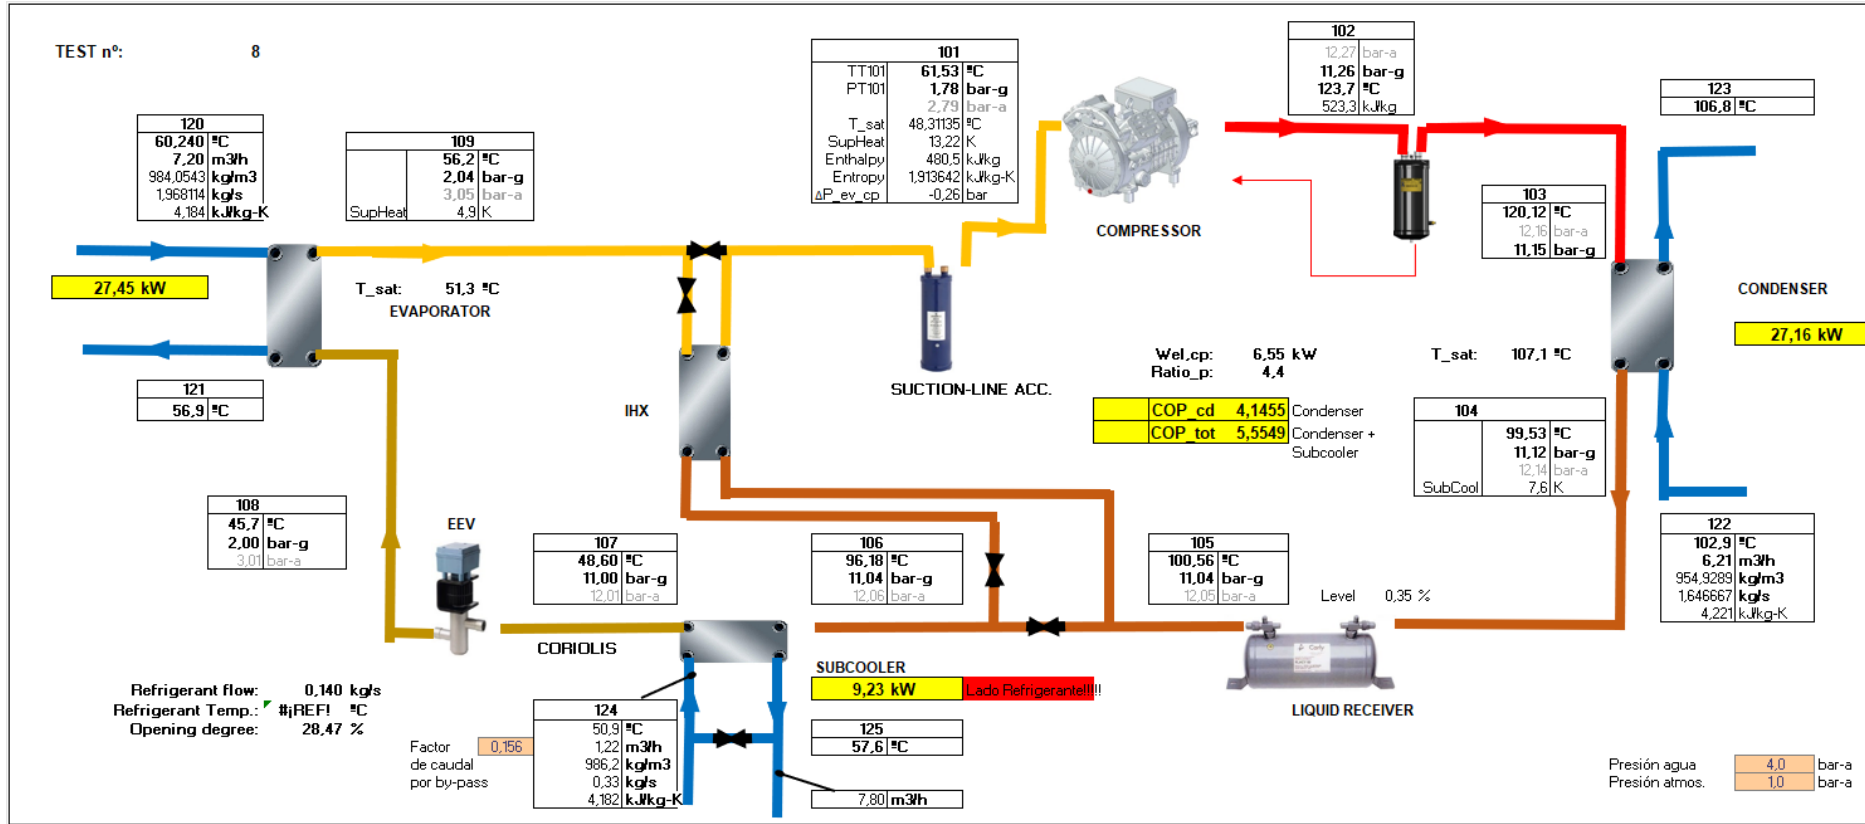 TEST nº: 8
120
60,240 ºC
7,20 m3/h
984,0543 kg/m3
1,968114 kg/s
4,184 kJ/kg-K
109
56,2 ºC
2,04 bar-g
3,05 bar-a
SupHeat 4,9 K
101
TT101 61,53 ºC
PT101 1,78 bar-g
2,79 bar-a
T_sat 48,31135 ºC
SupHeat 13,22 K
Enthalpy 480,5 kJ/kg
Entropy 1,913642 kJ/kg-K
ΔP_ev_cp -0,26 bar
COMPRESSOR
102
12,27 bar-a
11,26 bar-g
123,7 ºC
523,3 kJ/kg
123
106,8 ºC
103
120,12 ºC
12,16 bar-a
11,15 bar-g
27,45 kW
T_sat: 51,3 ºC
EVAPORATOR
CONDENSER
27,16 kW
121
56,9 ºC
IHX
SUCTION-LINE ACC.
Wel,cp: 6,55 kW
Ratio_p: 4,4
T_sat: 107,1 ºC
COP_cd 4,1455 Condenser
COP_tot 5,5549 Condenser +
Subcooler
104
99,53 ºC
11,12 bar-g
12,14 bar-a
SubCool 7,6 K
108
45,7 ºC
2,00 bar-g
3,01 bar-a
EEV
107
48,60 ºC
11,00 bar-g
12,01 bar-a
106
96,18 ºC
11,04 bar-g
12,06 bar-a
105
100,56 ºC
11,04 bar-g
12,05 bar-a
Level 0,35 %
122
102,9 ºC
6,21 m3/h
954,9289 kg/m3
1,646667 kg/s
4,221 kJ/kg-K
CORIOLIS
SUBCOOLER
9,23 kW Lado Refrigerante!!!!
LIQUID RECEIVER
Refrigerant flow: 0,140 kg/s
Refrigerant Temp.: #¡REF! ºC
Opening degree: 28,47 %
Factor 0,156
de caudal
por by-pass
124
50,9 ºC
1,22 m3/h
986,2 kg/m3
0,33 kg/s
4,182 kJ/kg-K
125
57,6 ºC
7,80 m3/h
Presión agua 4,0 bar-a
Presión atmos. 1,0 bar-a